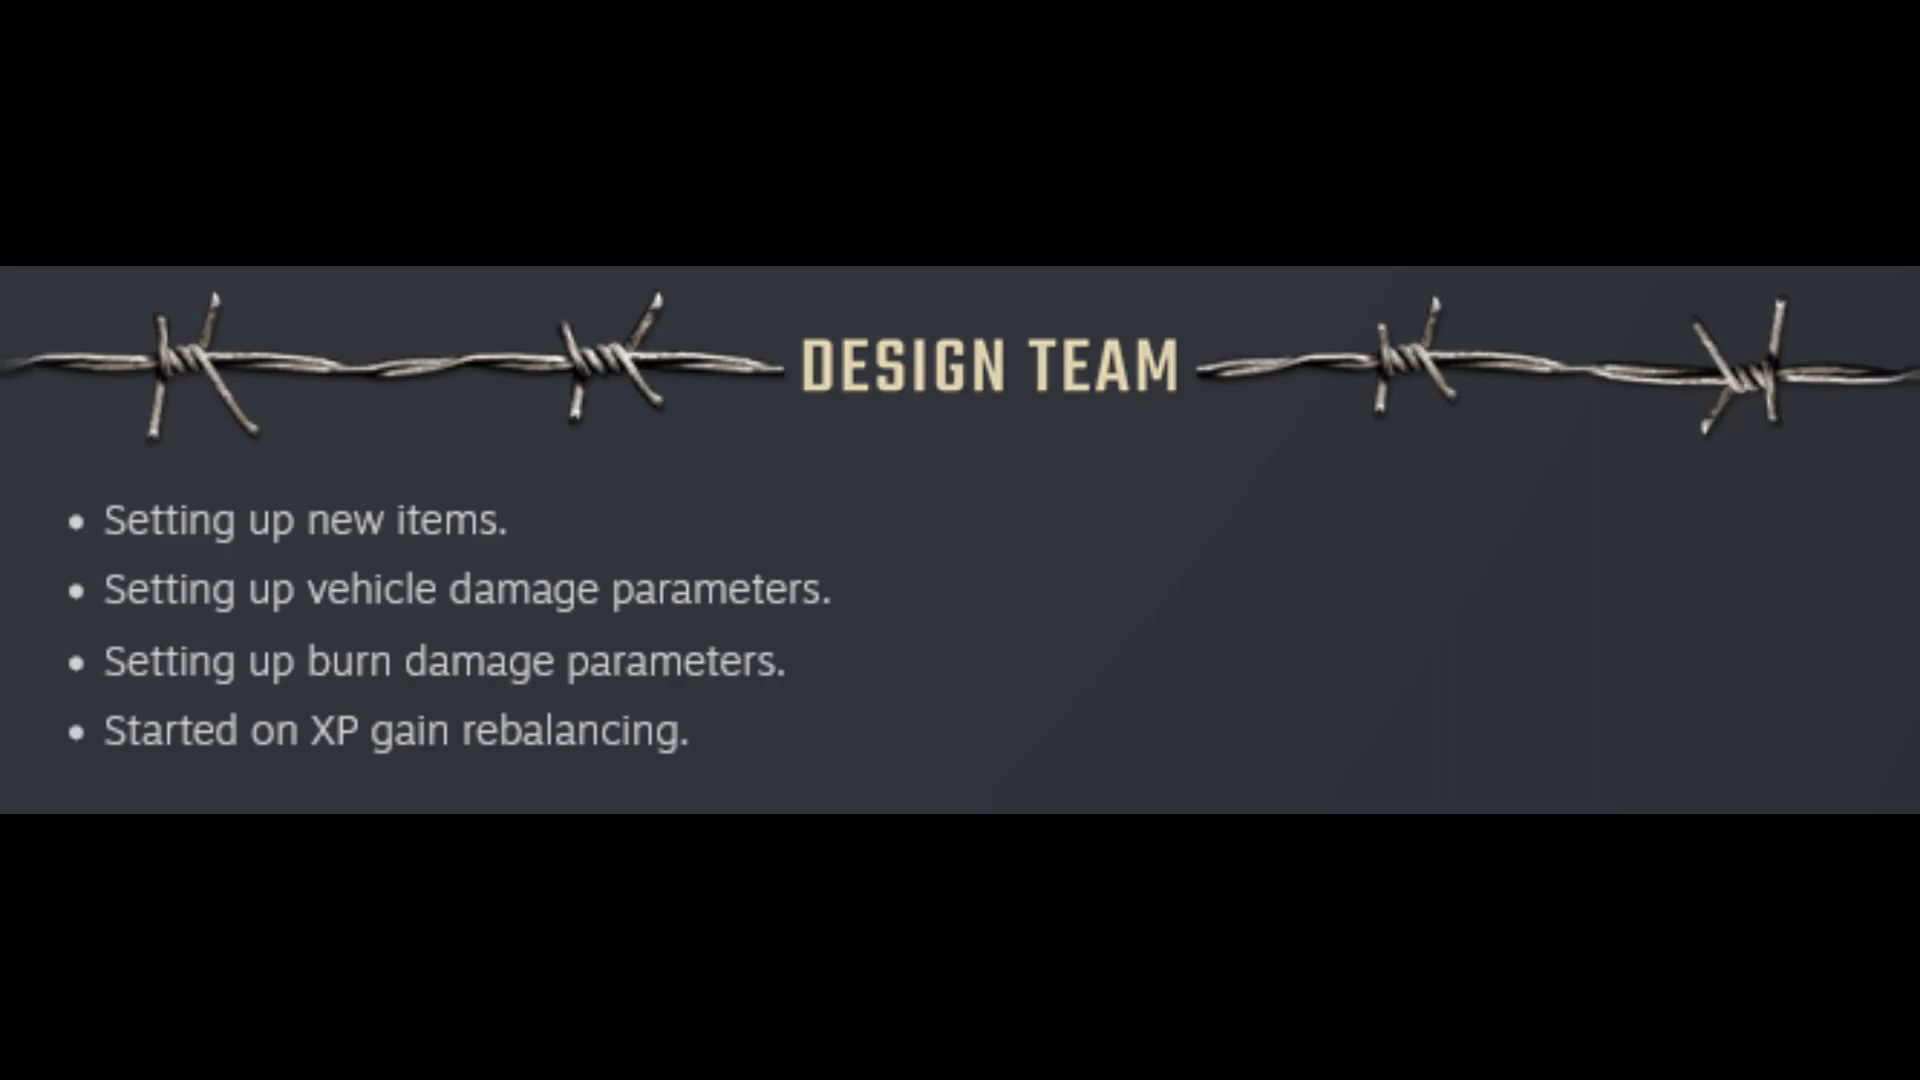 DESIGN TEAM
• Setting up new items.
• Setting up vehicle damage parameters.
• Setting up burn damage parameters.
• Started on XP gain rebalancing.